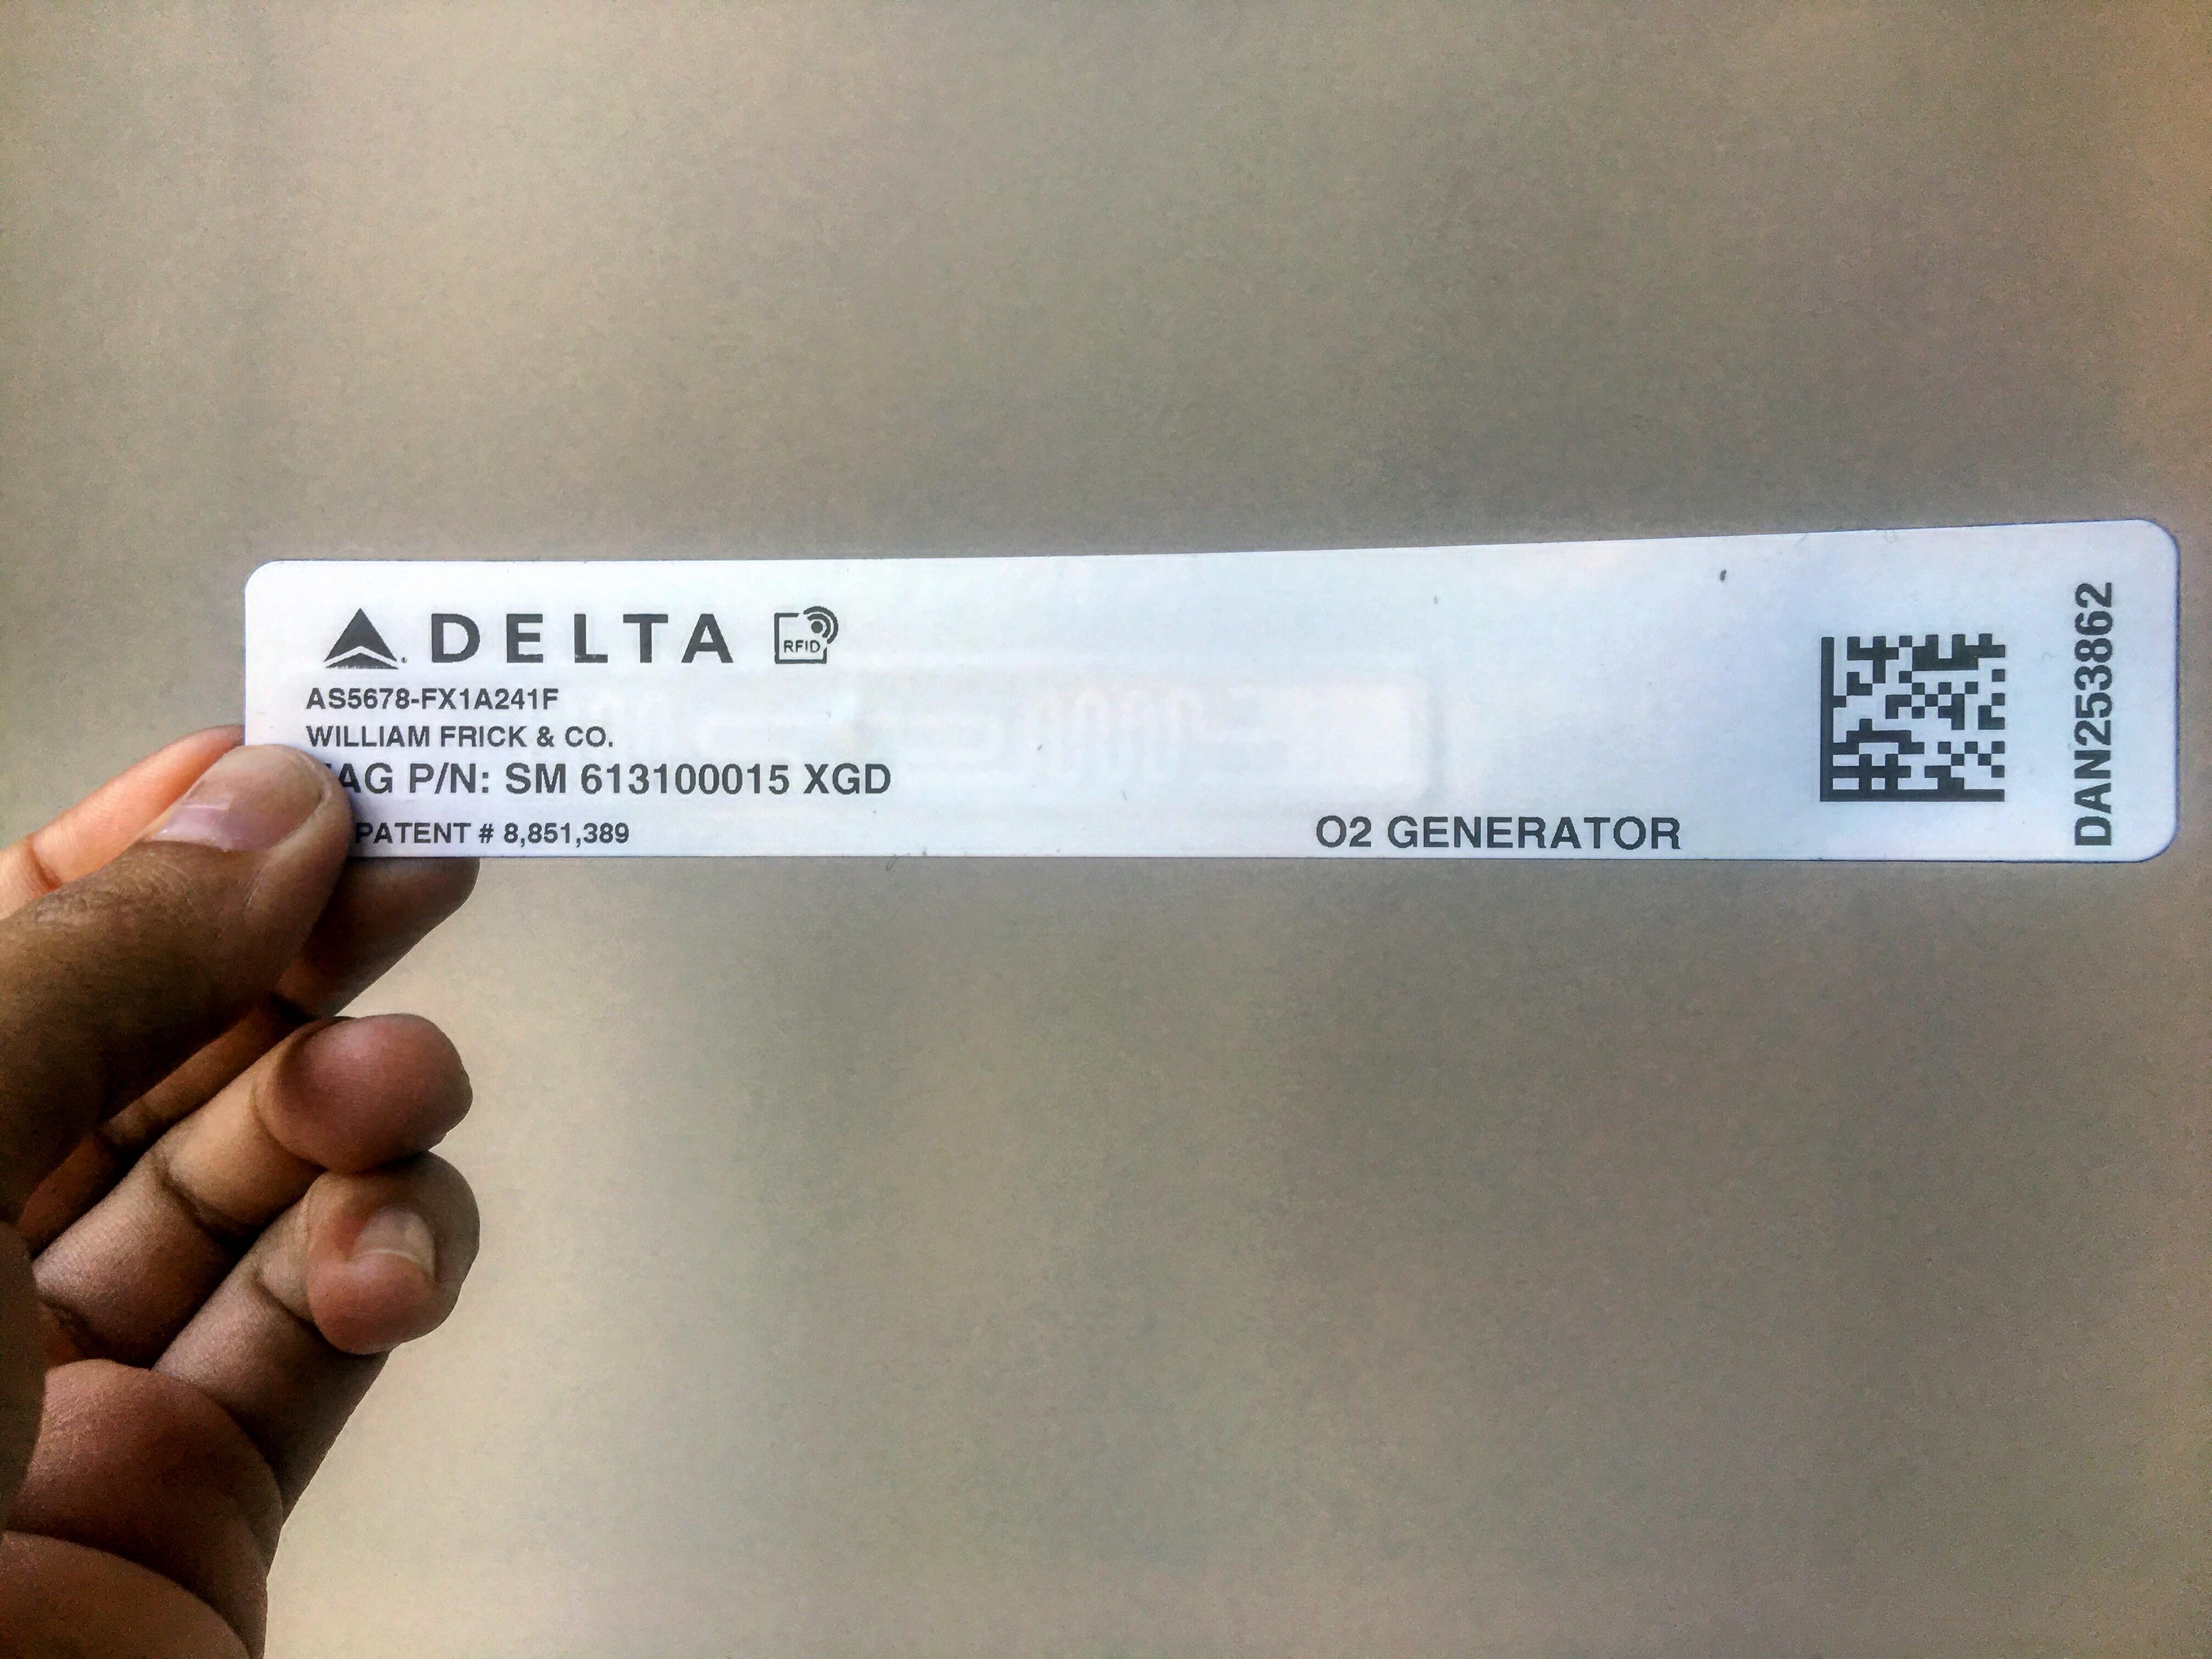 DELTA RFID
AS5678-FX1A241F
WILLIAM FRICK & CO.
AG P/N: SM 613100015 XGD
PATENT # 8,851,389
O2 GENERATOR
DAN253862